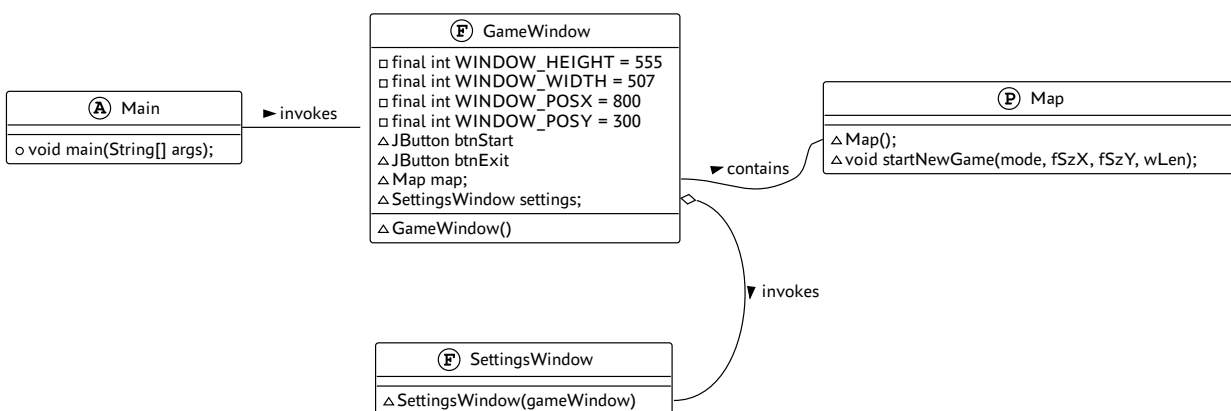 A Main
void main(String[] args);
invokes
F GameWindow
final int WINDOW_HEIGHT = 555
final int WINDOW_WIDTH = 507
final int WINDOW_POSX = 800
final int WINDOW_POSY = 300
JButton btnStart
JButton btnExit
Map map;
SettingsWindow settings;
GameWindow()
contains
P Map
Map();
void startNewGame(mode, fSzX, fSzY, wLen);
invokes
F SettingsWindow
SettingsWindow(gameWindow)